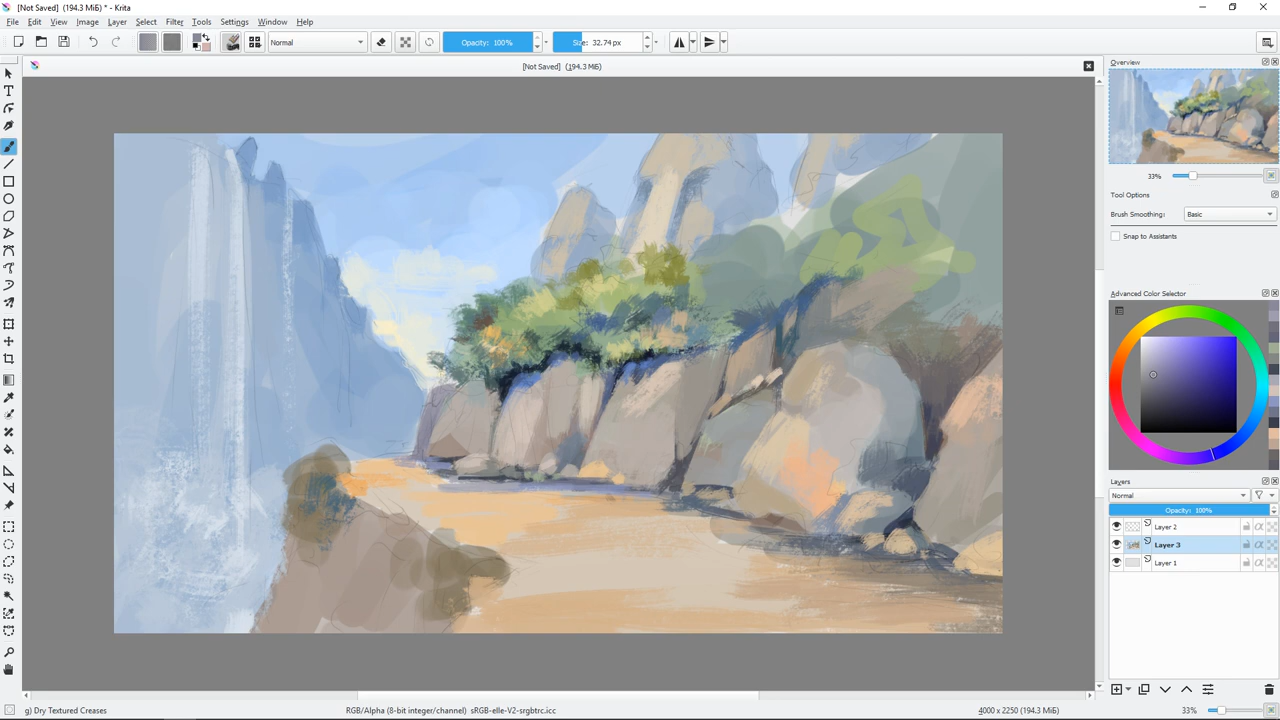 [Not Saved]  (194.3 MiB) * - Krita
File Edit View Image Layer Select Filter Tools Settings Window Help
Normal Opacity: 100% Size: 32.74 px
[Not Saved]  (194.3 MiB)
Overview
33%
Tool Options
Brush Smoothing: Basic
Snap to Assistants
Advanced Color Selector
Layers
Normal
Opacity: 100%
Layer 2
Layer 3
Layer 1
g) Dry Textured Creases RGB/Alpha (8-bit integer/channel)  sRGB-elle-V2-srgbtrc.icc 4000 x 2250 (194.3 MiB) 33%